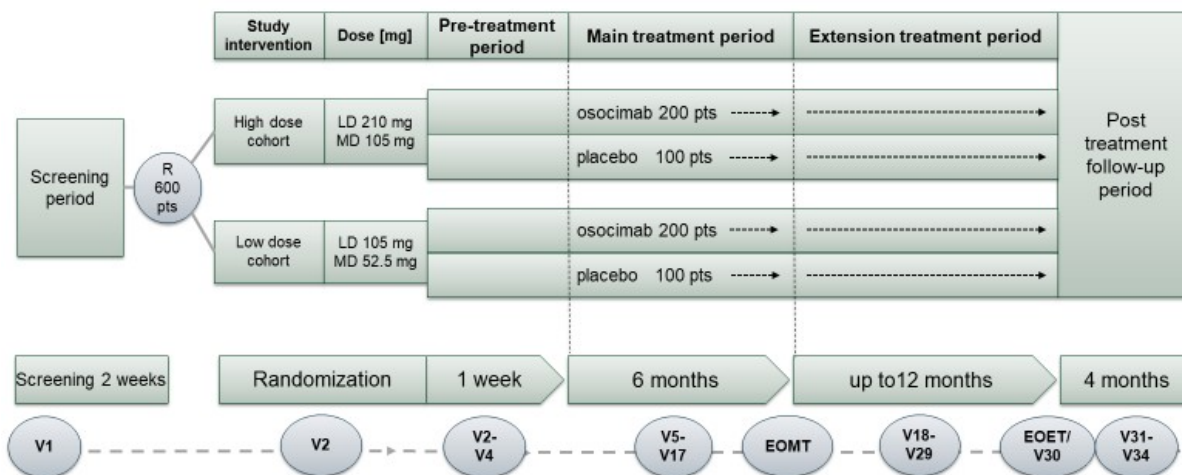 Study
intervention
Dose [mg]
Pre-treatment
period
Main treatment period
Extension treatment period
Screening
period
R
600
pts
High dose
cohort
LD 210 mg
MD 105 mg
osocimab 200 pts
placebo 100 pts
Low dose
cohort
LD 105 mg
MD 52.5 mg
osocimab 200 pts
placebo 100 pts
Post
treatment
follow-up
period
Screening 2 weeks
Randomization
1 week
6 months
up to12 months
4 months
V1
V2
V2-
V4
V5-
V17
EOMT
V18-
V29
EOET/
V30
V31-
V34